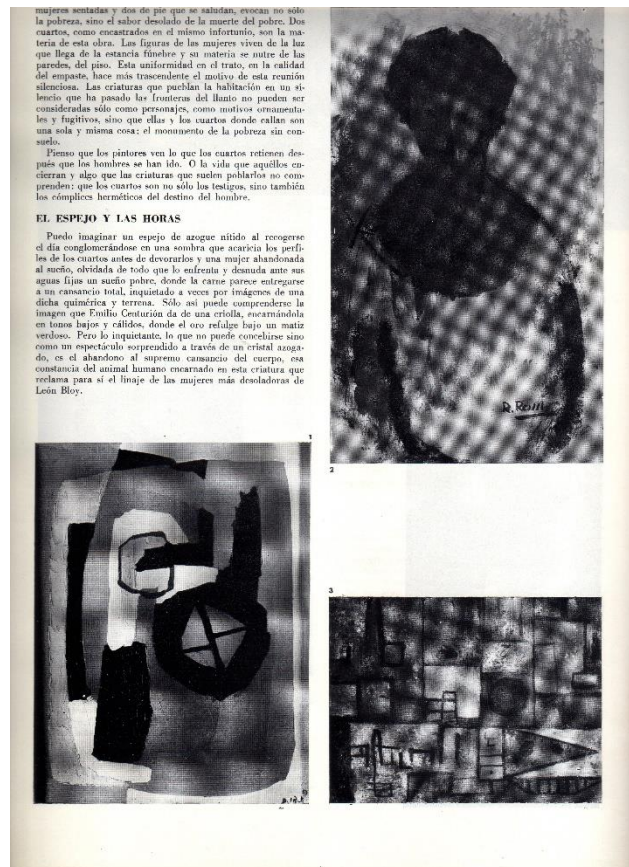 mujeres sentadas y dos de pie que se saludan, evocan no sólo
la pobreza, sino el sabor desolado de la muerte del pobre. Dos
cuartos, como encastrados en el mismo infortunio, son la ma-
teria de esta obra. Las figuras de las mujeres viven de la luz
que llega de la estancia fúnebre y su materia se nutre de las
paredes, del piso. Esta uniformidad en el trato, en la calidad
del empaste, hace más trascendente el motivo de esta reunión
silenciosa. Las criaturas que pueblan la habitación en un si-
lencio que ha pasado las fronteras del llanto no pueden ser
consideradas sólo como personajes, como motivos ornamenta-
les y fugitivos, sino que ellas y los cuartos donde callan son
una sola y misma cosa: el monumento de la pobreza sin con-
suelo.
Pienso que los pintores ven lo que los cuartos retienen des-
pués que los hombres se han ido. O la vida que aquéllos en-
cierran y algo que las criaturas que suelen poblarlos no com-
prenden: que los cuartos son no sólo los testigos, sino también
los cómplices herméticos del destino del hombre.
EL ESPEJO Y LAS HORAS
Puedo imaginar un espejo de azogue nítido al recogerse
el día conglomerándose en una sombra que acaricia los perfi-
les de los cuartos antes de devorarlos y una mujer abandonada
al sueño, olvidada de todo que lo enfrenta y desnuda ante sus
aguas fijas un sueño pobre, donde la carne parece entregarse
a un cansancio total, inquietado a veces por imágenes de una
dicha quimérica y terrena. Sólo así puede comprenderse la
imagen que Emilio Centurión da de una criolla, encarnándola
en tonos bajos y cálidos, donde el oro refulge bajo un matiz
verdoso. Pero lo inquietante, lo que no puede concebirse sino
como un espectáculo sorprendido a través de un cristal azoga-
do, es el abandono al supremo cansancio del cuerpo, esa
constancia del animal humano encarnado en esta criatura que
reclama para sí el linaje de las mujeres más desoladoras de
León Bloy.
1
2
3